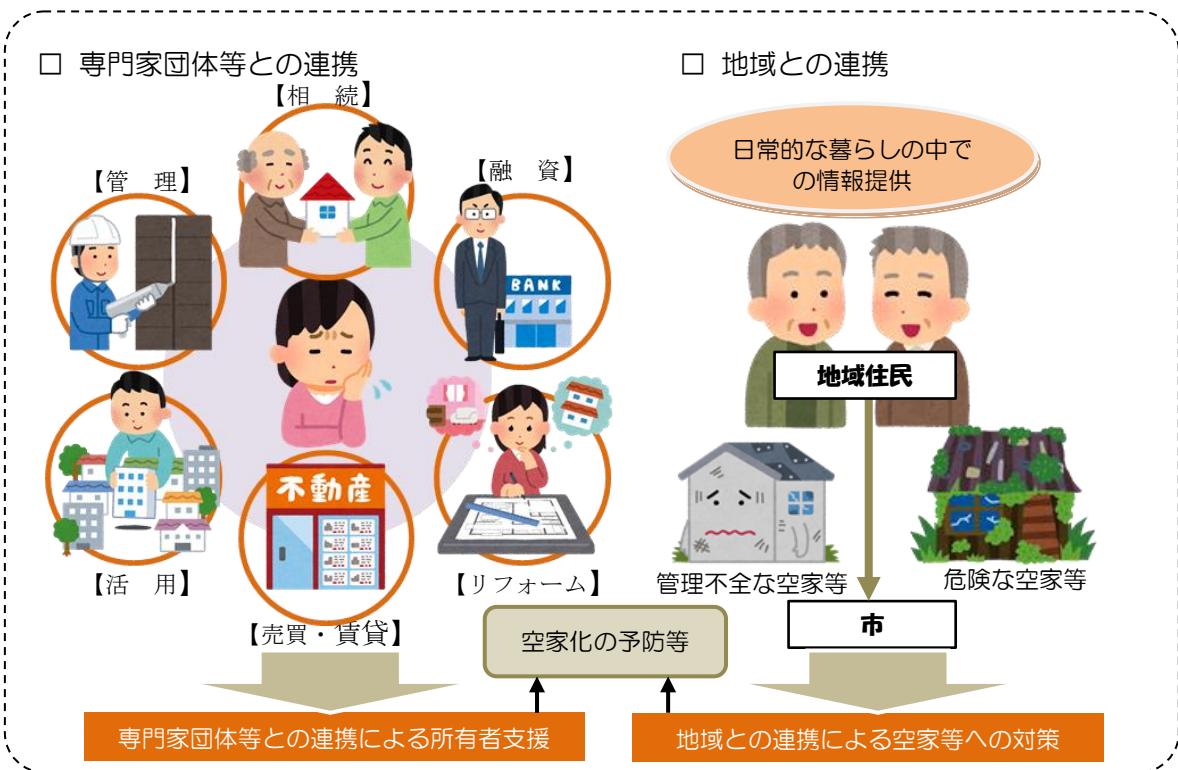 □ 専門家団体等との連携
【相　続】
【管　理】
【融　資】
BANK
不動産
【活　用】
【リフォーム】
【売買・賃貸】
専門家団体等との連携による所有者支援
空家化の予防等
□ 地域との連携
日常的な暮らしの中で
の情報提供
地域住民
管理不全な空家等
危険な空家等
市
地域との連携による空家等への対策